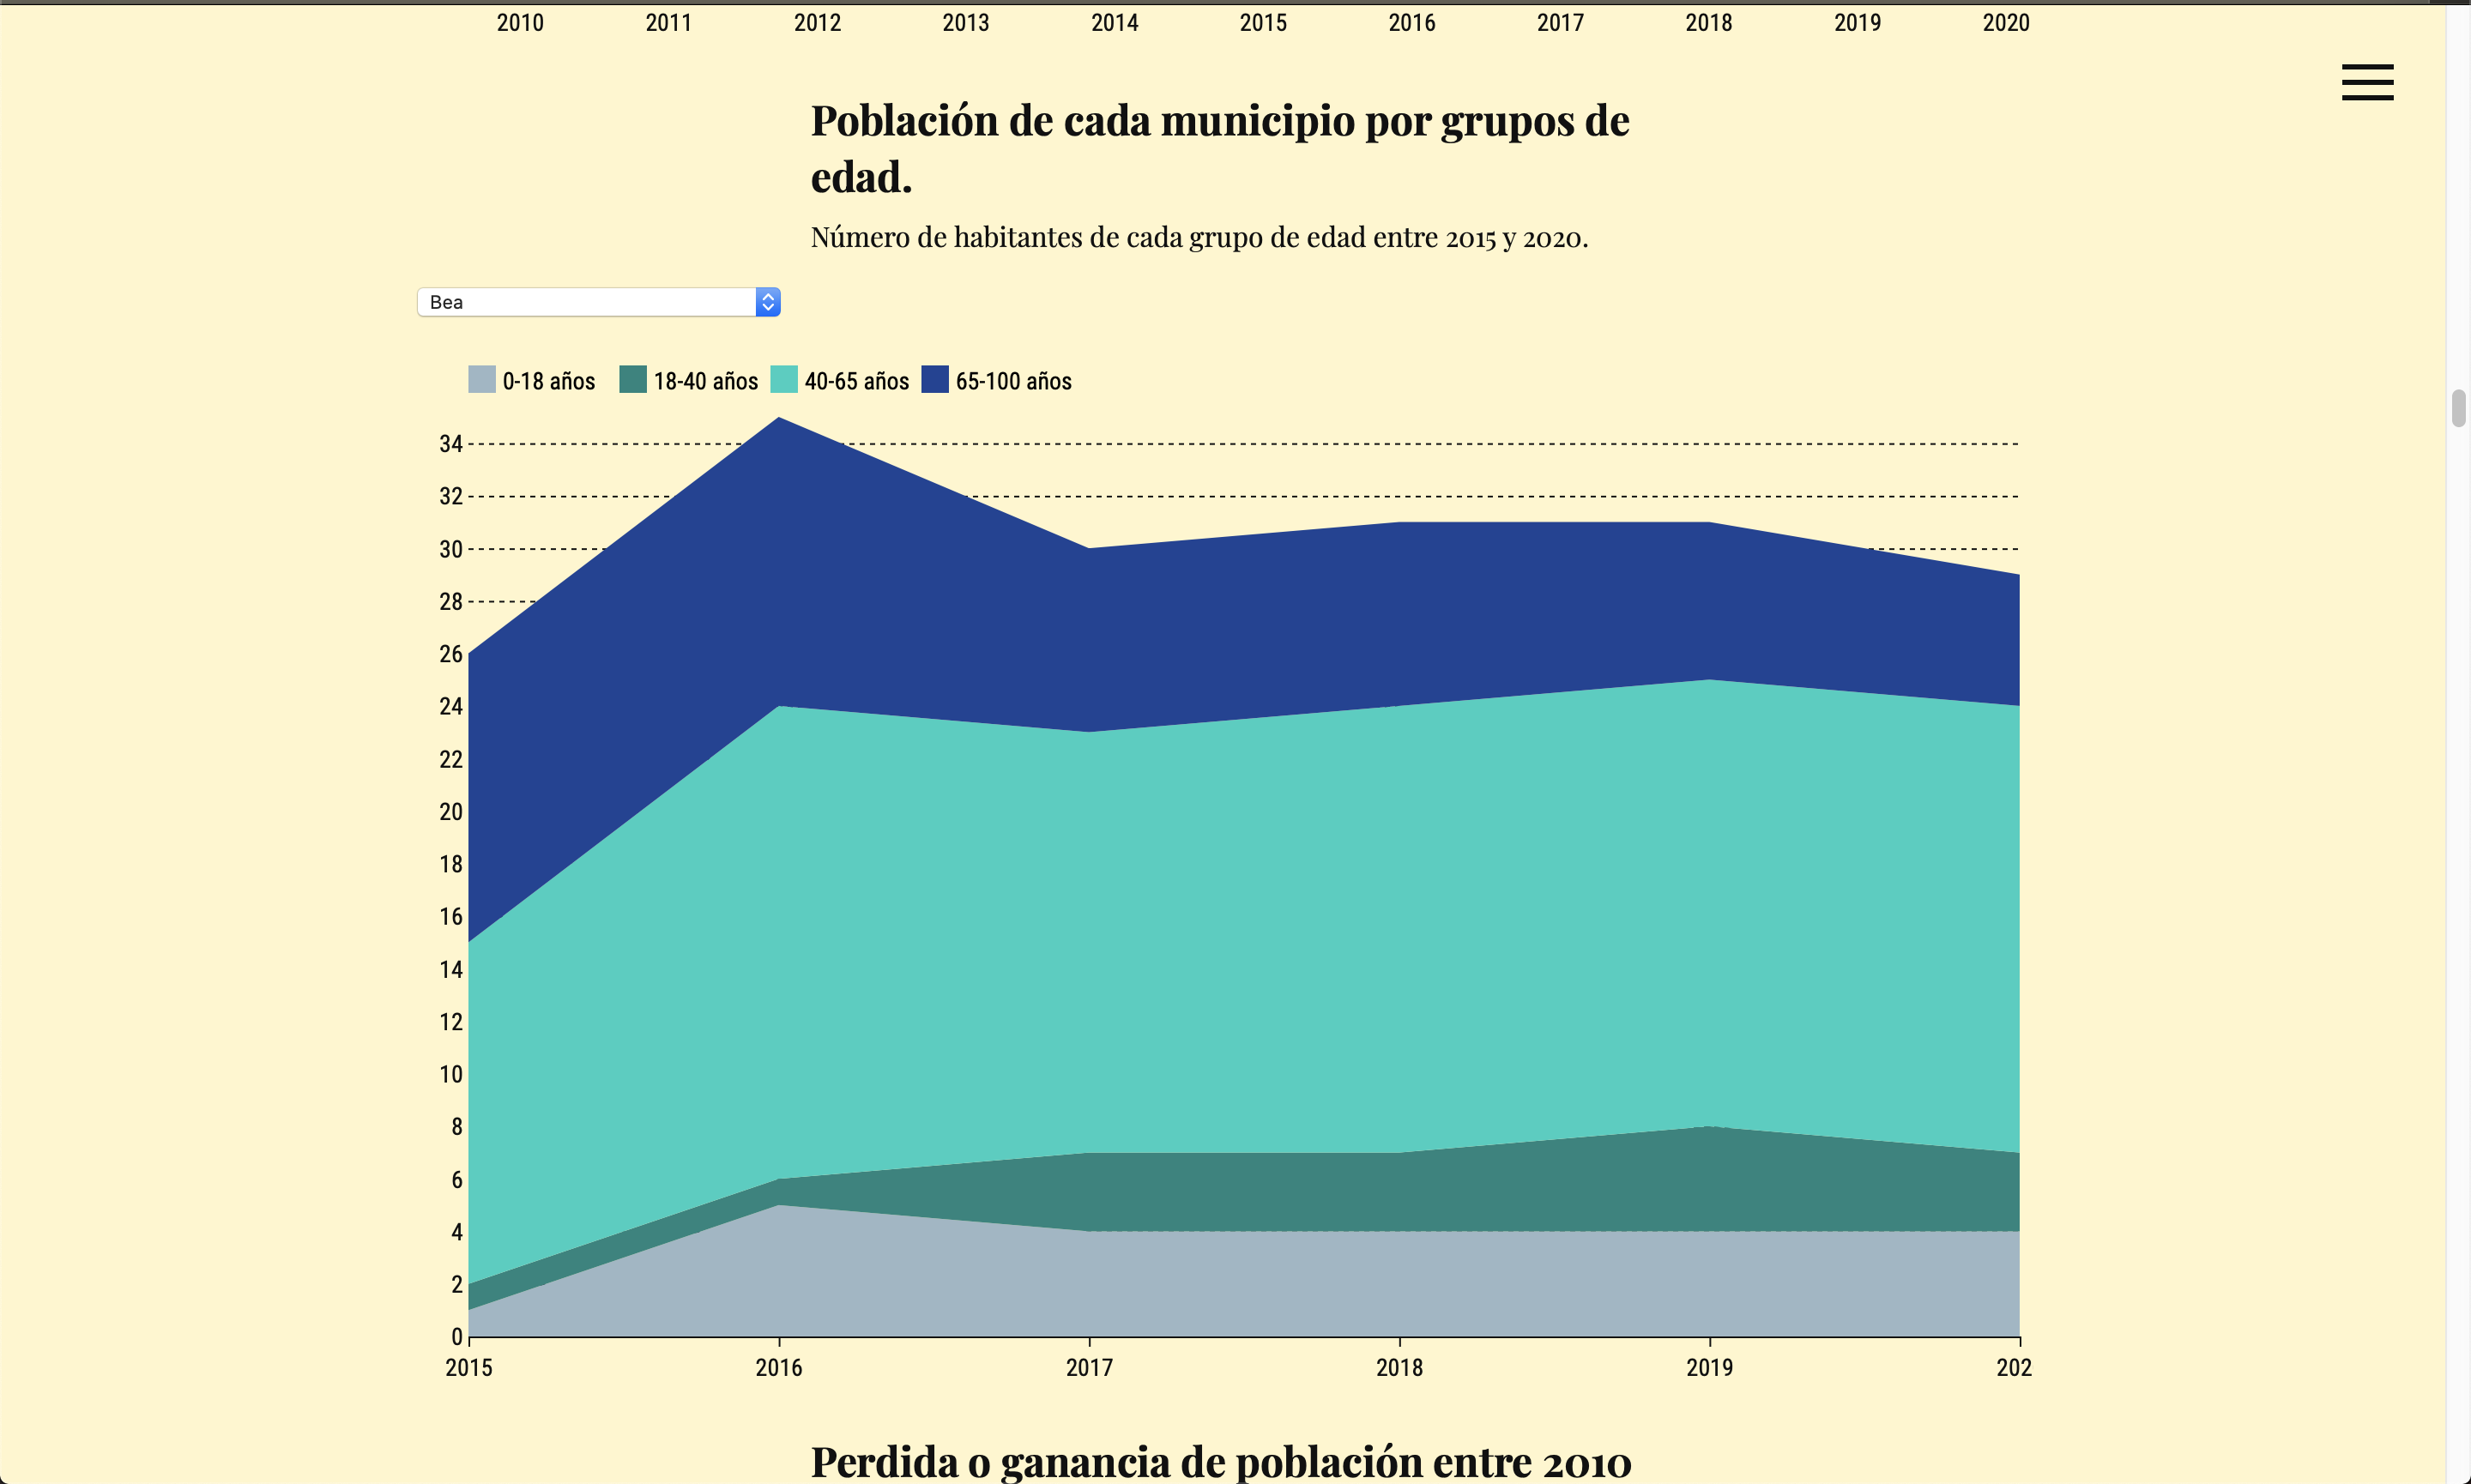 2010 2011 2012 2013 2014 2015 2016 2017 2018 2019 2020
Población de cada municipio por grupos de
edad.
Número de habitantes de cada grupo de edad entre 2015 y 2020.
Bea
0-18 años 18-40 años 40-65 años 65-100 años
34
32
30
28
26
24
22
20
18
16
14
12
10
8
6
4
2
0
2015 2016 2017 2018 2019 202
Perdida o ganancia de población entre 2010